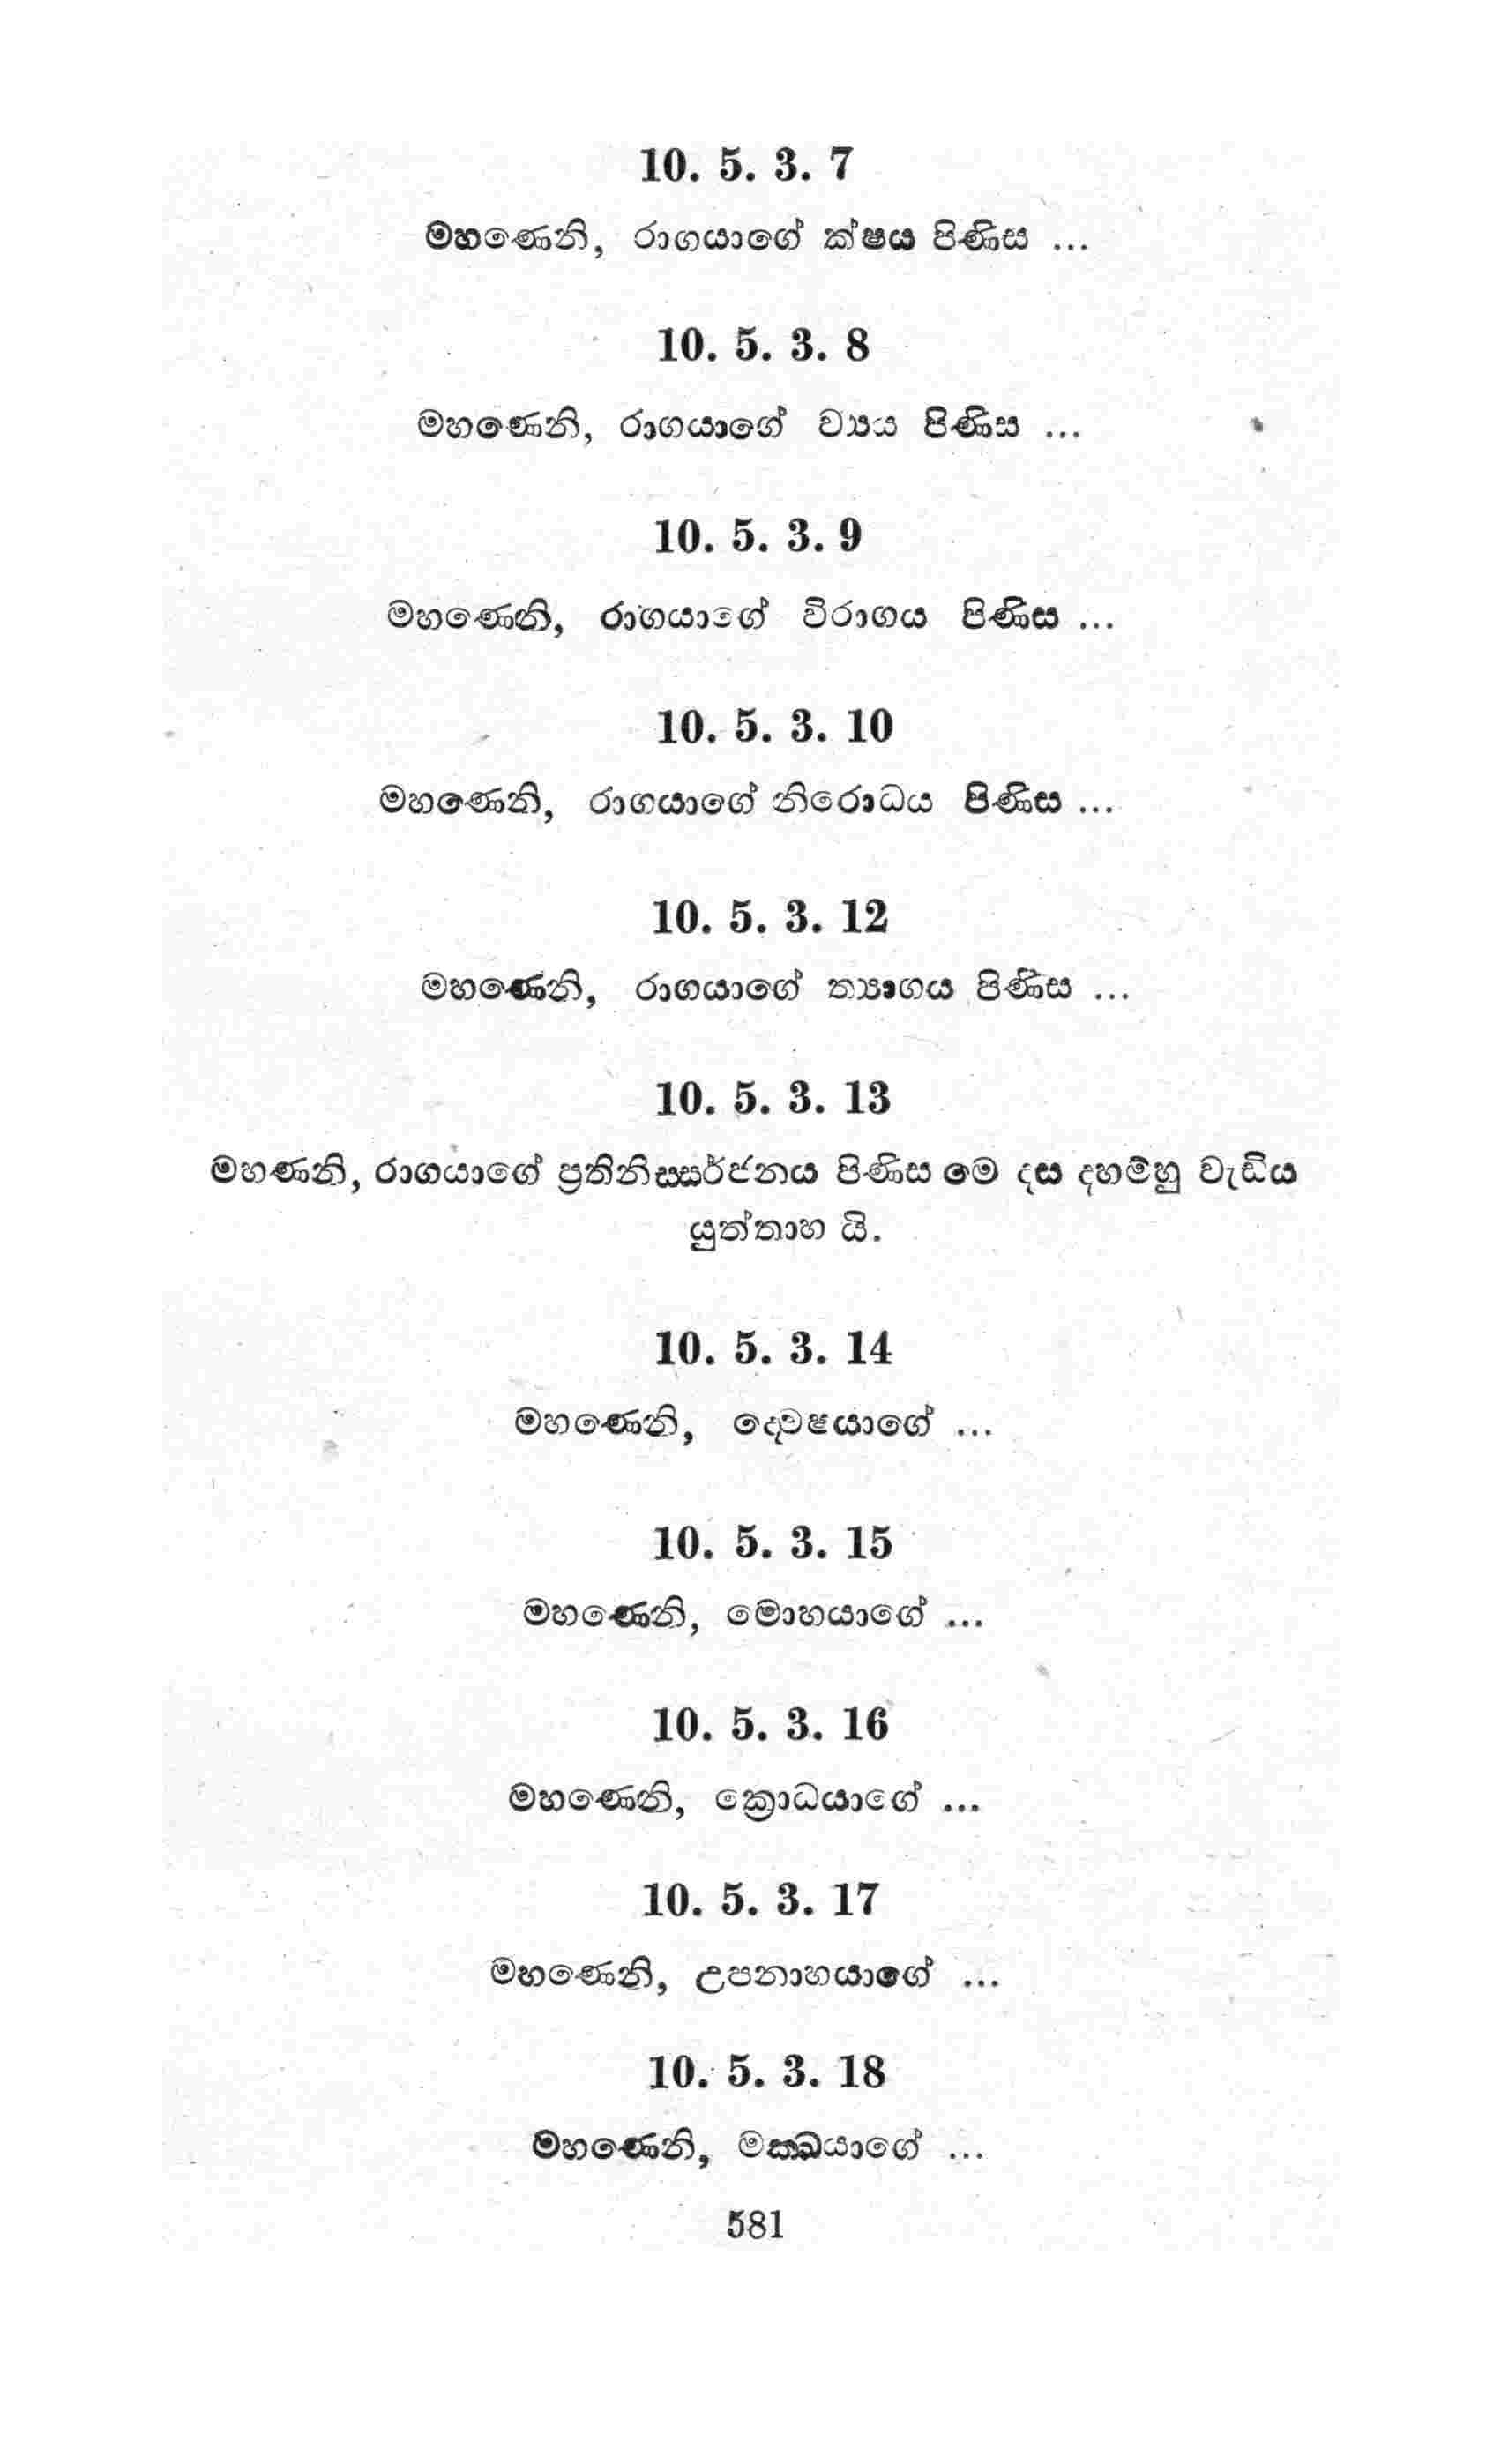 10. 5. 3. 7
මහණෙනි, රාගයාගේ ක්ෂය පිණිස ...
10. 5. 3. 8
මහණෙනි, රාගයාගේ ව්‍යය පිණිස ...
10. 5. 3. 9
මහණෙනි, රාගයාගේ විරාගය පිණිස ...
10. 5. 3. 10
මහණෙනි, රාගයාගේ නිරොධය පිණිස ...
10. 5. 3. 12
මහණෙනි, රාගයාගේ ත්‍යාගය පිණිස ...
10. 5. 3. 13
මහණනි, රාගයාගේ ප්‍රතිනිස්සර්ජනය පිණිස මෙ දස දහම්හු වැඩිය
යුත්තාහ යි.
10. 5. 3. 14
මහණෙනි, ද්‍වෙෂයාගේ ...
10. 5. 3. 15
මහණෙනි, මොහයාගේ ...
10. 5. 3. 16
මහණෙනි, ක්‍රොධයාගේ ...
10. 5. 3. 17
මහණෙනි, උපනාහයාගේ ...
10. 5. 3. 18
මහණෙනි, මක්ඛයාගේ ...
581